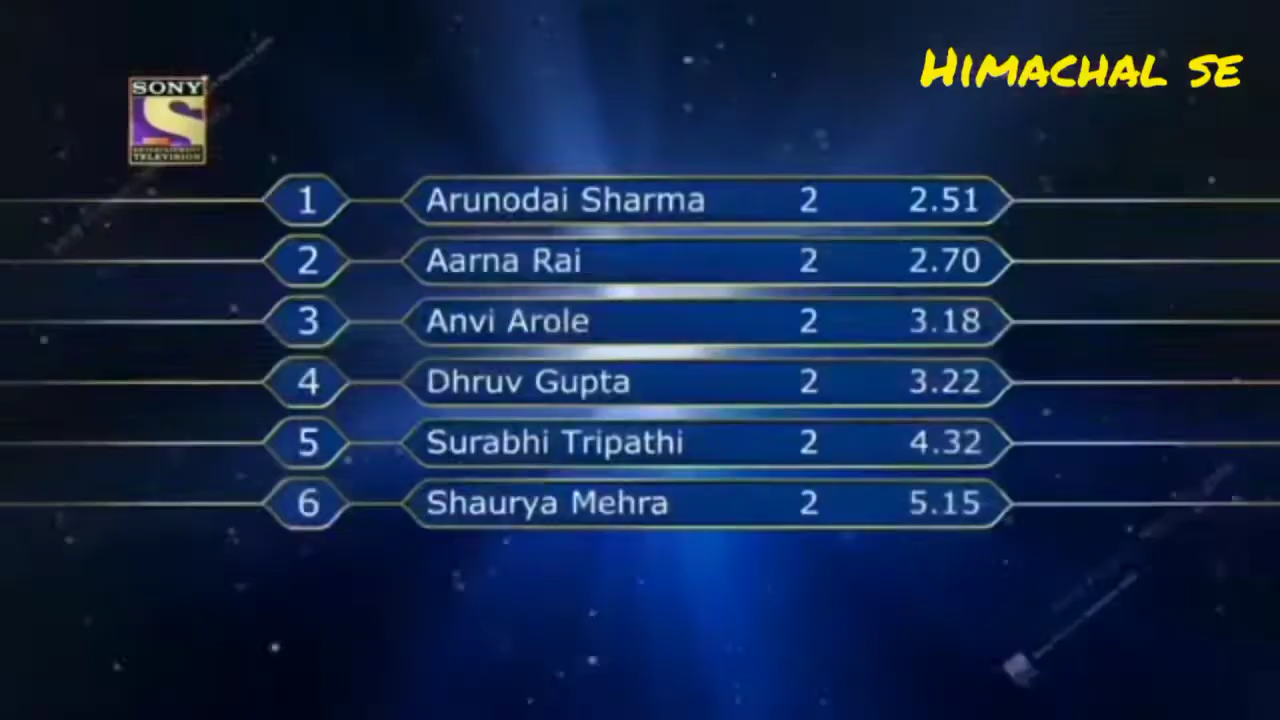 HIMACHAL SE
SONY
ENTERTAINMENT
TELEVISION
1 Arunodai Sharma 2 2.51
2 Aarna Rai 2 2.70
3 Anvi Arole 2 3.18
4 Dhruv Gupta 2 3.22
5 Surabhi Tripathi 2 4.32
6 Shaurya Mehra 2 5.15